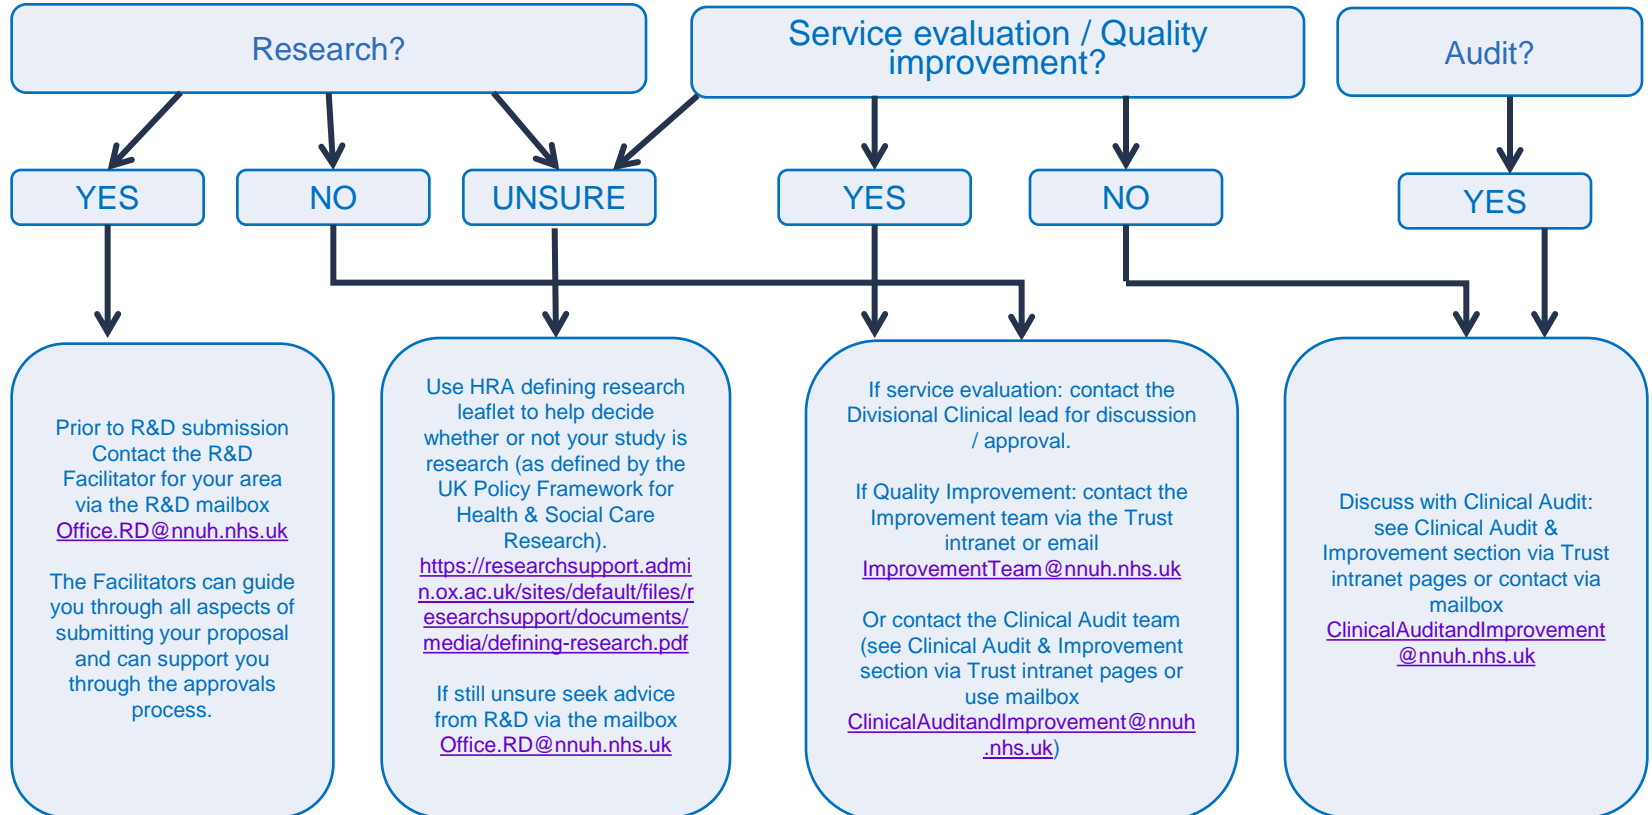 Research?
Service evaluation / Quality
improvement?
Audit?
YES
NO
UNSURE
YES
NO
YES
Prior to R&D submission
Contact the R&D
Facilitator for your area
via the R&D mailbox
Office.RD@nnuh.nhs.uk
The Facilitators can guide
you through all aspects of
submitting your proposal
and can support you
through the approvals
process.
Use HRA defining research
leaflet to help decide
whether or not your study is
research (as defined by the
UK Policy Framework for
Health & Social Care
Research).
https://researchsupport.admi
n.ox.ac.uk/sites/default/files/r
esearchsupport/documents/
media/defining-research.pdf
If still unsure seek advice
from R&D via the mailbox
Office.RD@nnuh.nhs.uk
If service evaluation: contact the
Divisional Clinical lead for discussion
/ approval.
If Quality Improvement: contact the
Improvement team via the Trust
intranet or email
ImprovementTeam@nnuh.nhs.uk
Or contact the Clinical Audit team
(see Clinical Audit & Improvement
section via Trust intranet pages or
use mailbox
ClinicalAuditandImprovement@nnuh
.nhs.uk)
Discuss with Clinical Audit:
see Clinical Audit &
Improvement section via Trust
intranet pages or contact via
mailbox
ClinicalAuditandImprovement
@nnuh.nhs.uk